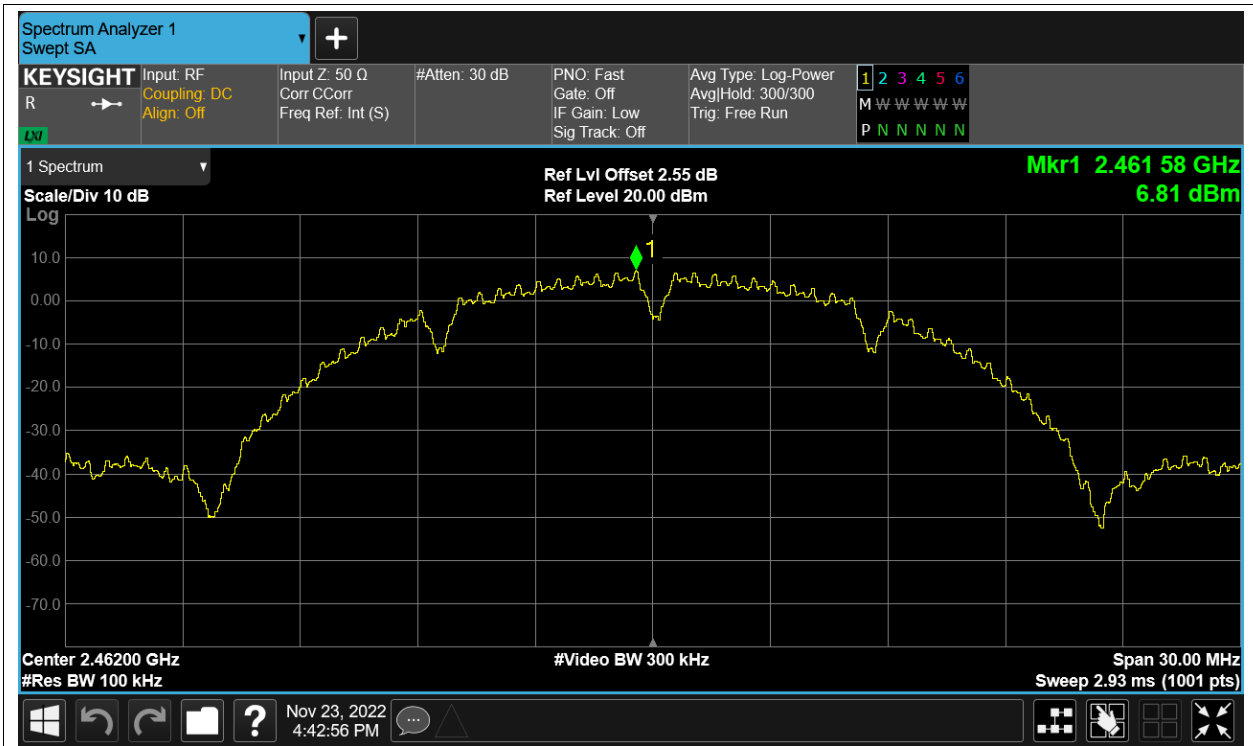 Spectrum Analyzer 1
Swept SA
KEYSIGHT
R
LXI
Input: RF
Coupling: DC
Align: Off
Input Z: 50 Ω
Corr CCorr
Freq Ref: Int (S)
#Atten: 30 dB
PNO: Fast
Gate: Off
IF Gain: Low
Sig Track: Off
Avg Type: Log-Power
Avg|Hold: 300/300
Trig: Free Run
1 2 3 4 5 6
M W W W W W
P N N N N N
1 Spectrum
Scale/Div 10 dB
Log
Ref Lvl Offset 2.55 dB
Ref Level 20.00 dBm
Mkr1 2.461 58 GHz
6.81 dBm
1
10.0
0.00
-10.0
-20.0
-30.0
-40.0
-50.0
-60.0
-70.0
Center 2.46200 GHz
#Res BW 100 kHz
#Video BW 300 kHz
Span 30.00 MHz
Sweep 2.93 ms (1001 pts)
?
Nov 23, 2022
4:42:56 PM